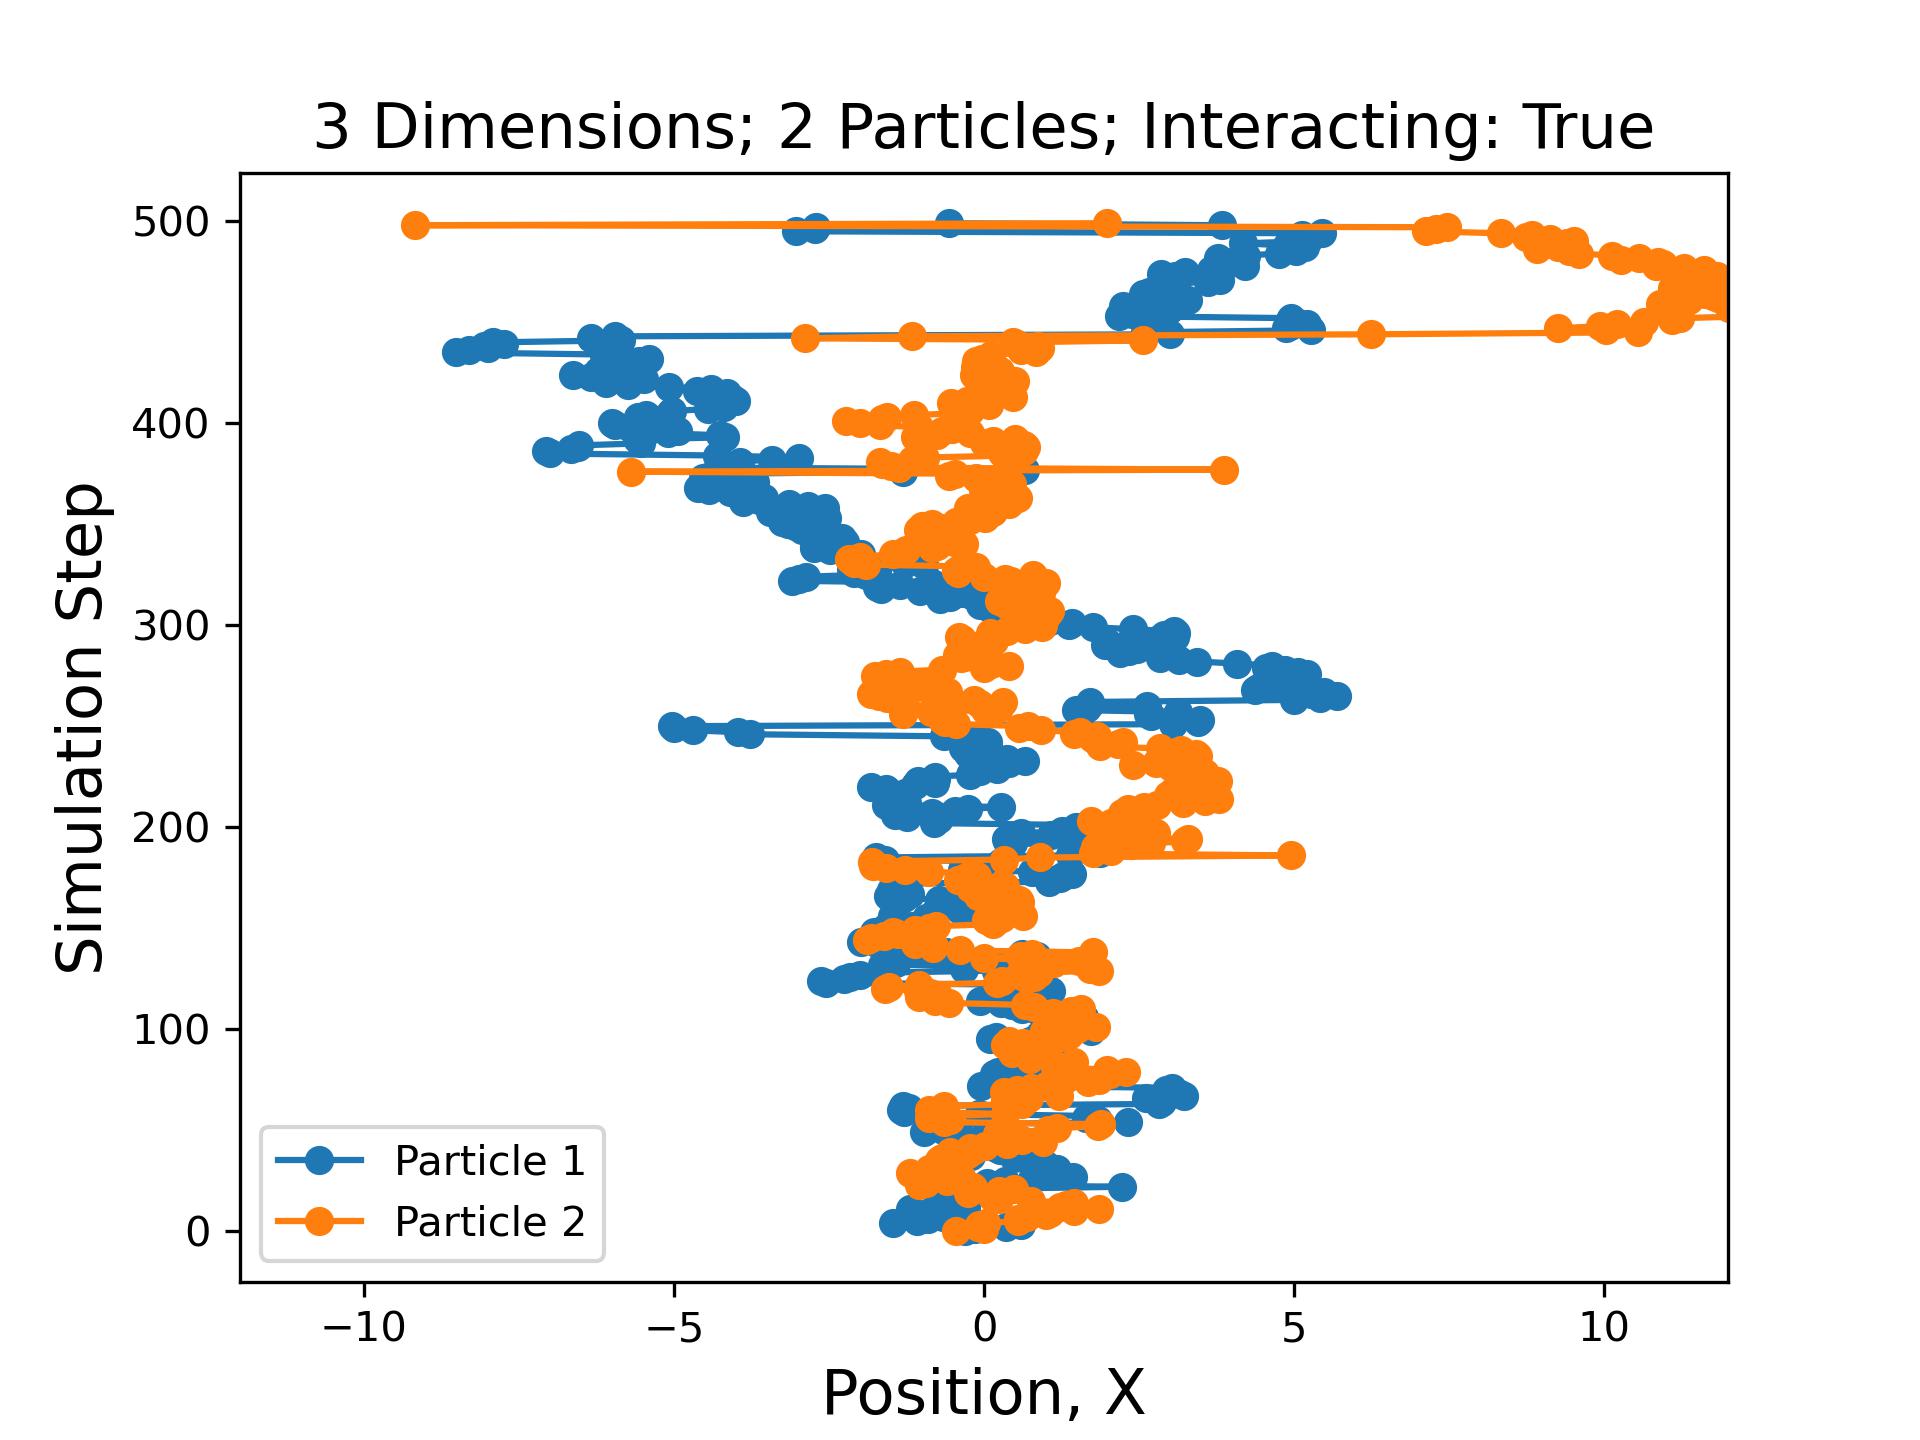 3 Dimensions; 2 Particles; Interacting: True
Simulation Step
500
400
300
200
100
0
Particle 1
Particle 2
−10
−5
0
5
10
Position, X